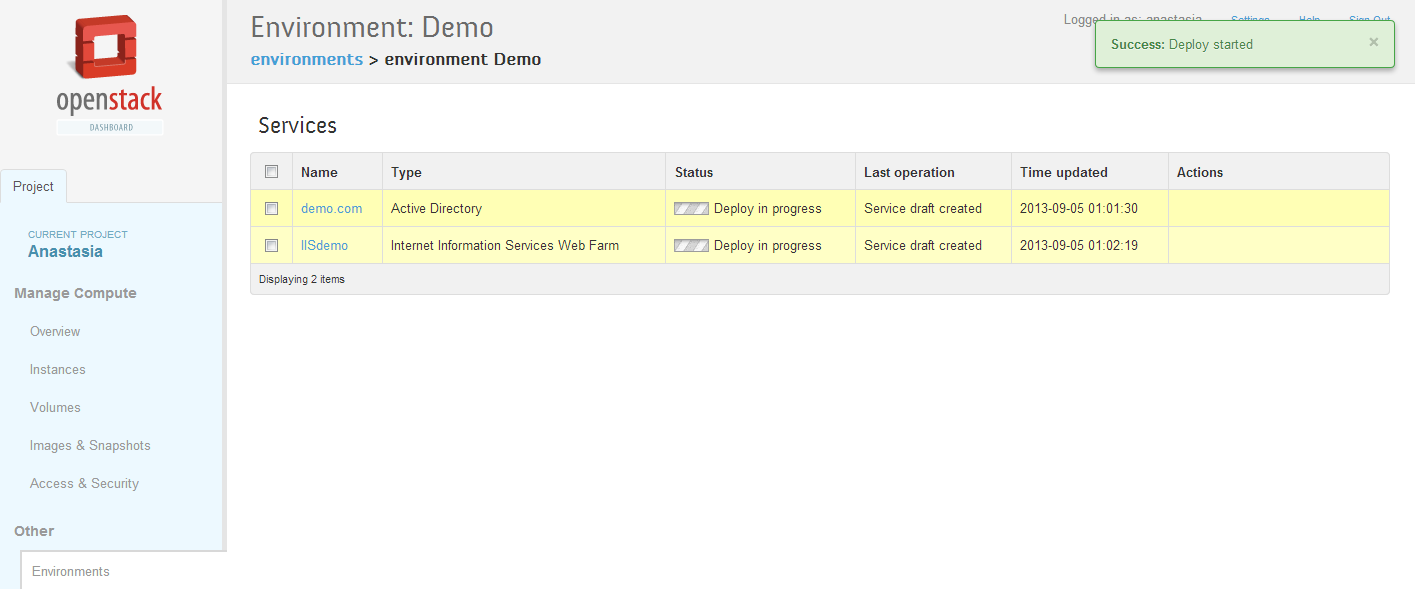 openstack
DASHBOARD
Project
CURRENT PROJECT
Anastasia
Manage Compute
Overview
Instances
Volumes
Images & Snapshots
Access & Security
Other
Environments
Environment: Demo
environments > environment Demo
Logged in as: anastasia Settings Help Sign Out
Success: Deploy started ×
Services
Name Type Status Last operation Time updated Actions
demo.com Active Directory Deploy in progress Service draft created 2013-09-05 01:01:30
IISdemo Internet Information Services Web Farm Deploy in progress Service draft created 2013-09-05 01:02:19
Displaying 2 items